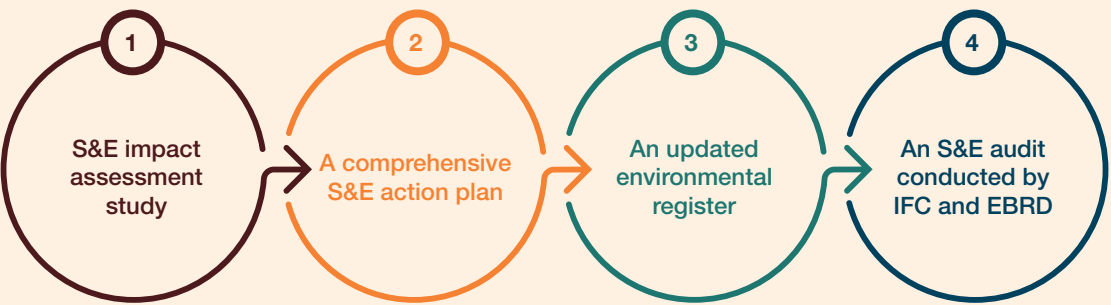 1
S&E impact
assessment
study
2
A comprehensive
S&E action plan
3
An updated
environmental
register
4
An S&E audit
conducted by
IFC and EBRD